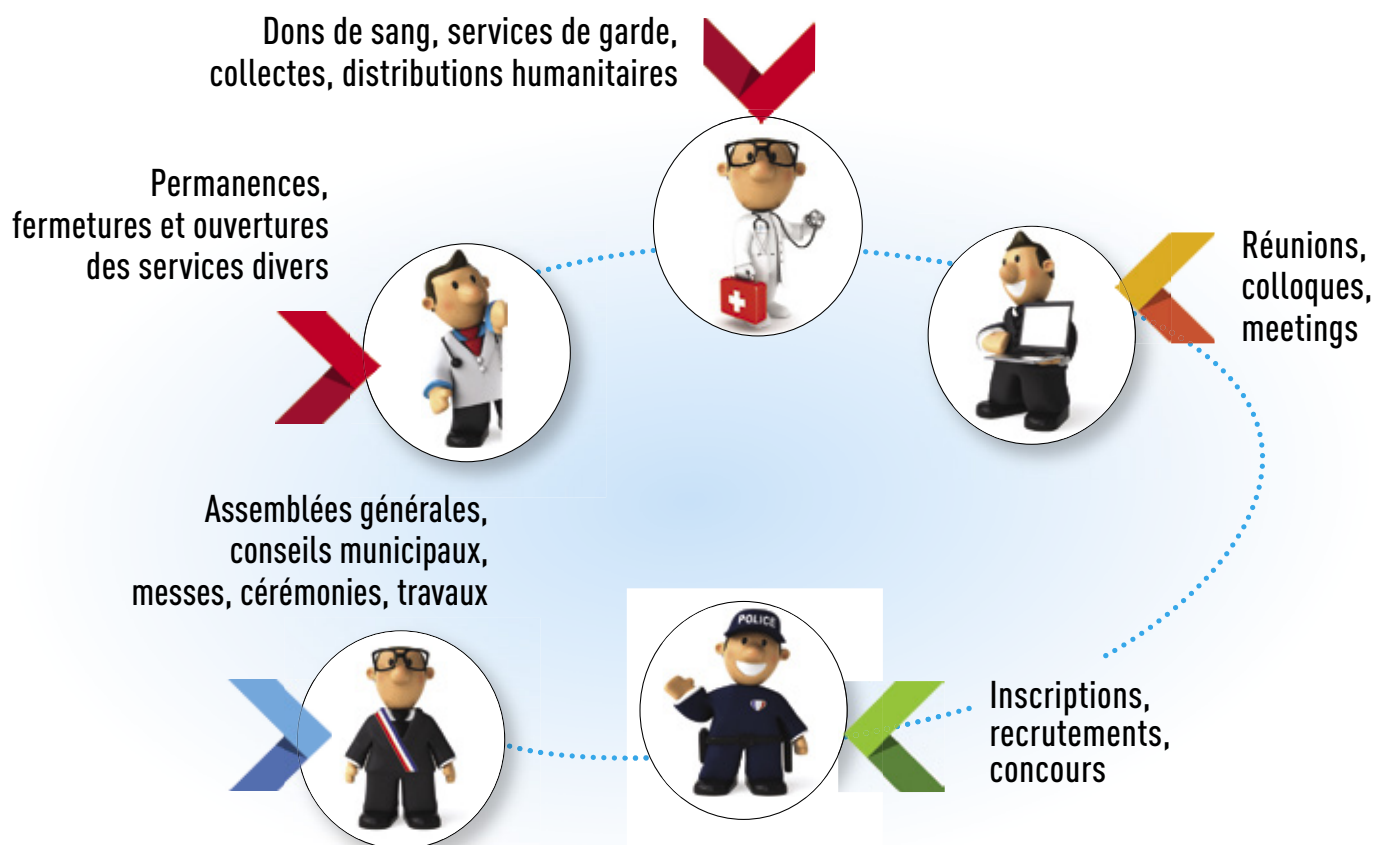 Dons de sang, services de garde,
collectes, distributions humanitaires
Permanences,
fermetures et ouvertures
des services divers
Réunions,
colloques,
meetings
Assemblées générales,
conseils municipaux,
messes, cérémonies, travaux
POLICE
Inscriptions,
recrutements,
concours